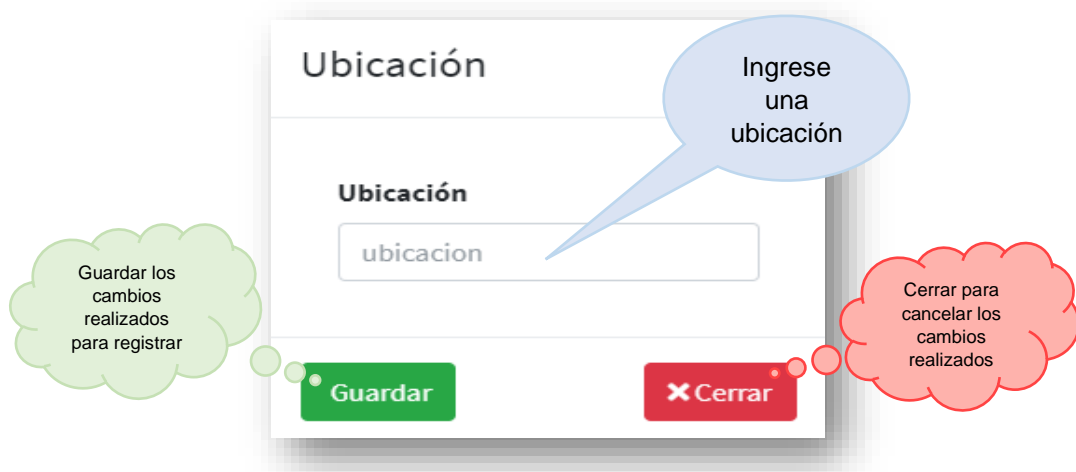 Ubicación
Ingrese
una
ubicación
Ubicación
ubicacion
Guardar los
cambios
realizados
para registrar
Cerrar para
cancelar los
cambios
realizados
Guardar
Cerrar